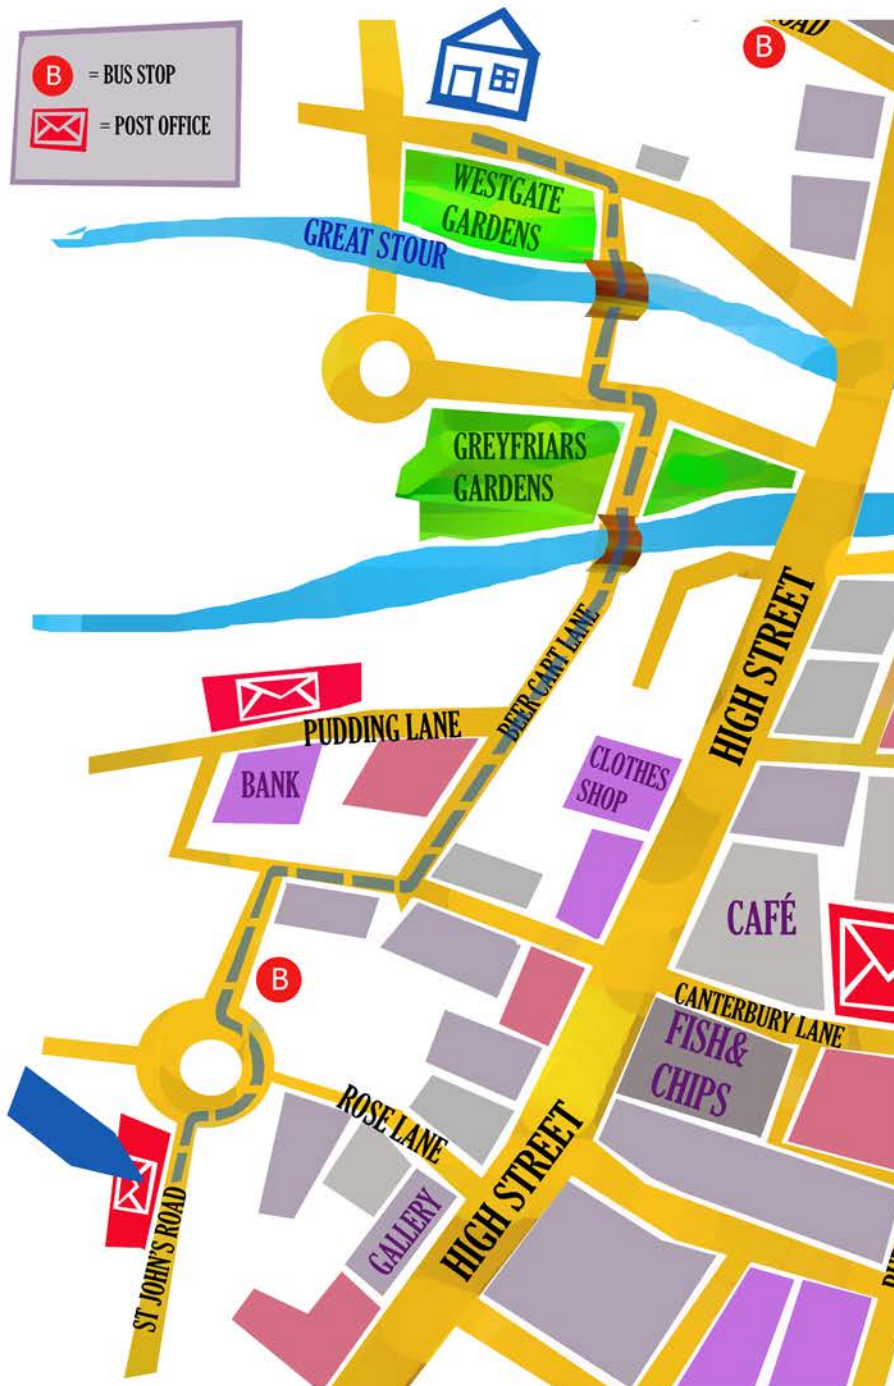 B = BUS STOP
= POST OFFICE
OAD
B
WESTGATE
GARDENS
GREAT STOUR
GREYFRIARS
GARDENS
HIGH STREET
BEER CART LANE
PUDDING LANE
BANK
CLOTHES
SHOP
CAFÉ
B
CANTERBURY LANE
FISH&
CHIPS
ROSE LANE
HIGH STREET
GALLERY
ST JOHN'S ROAD